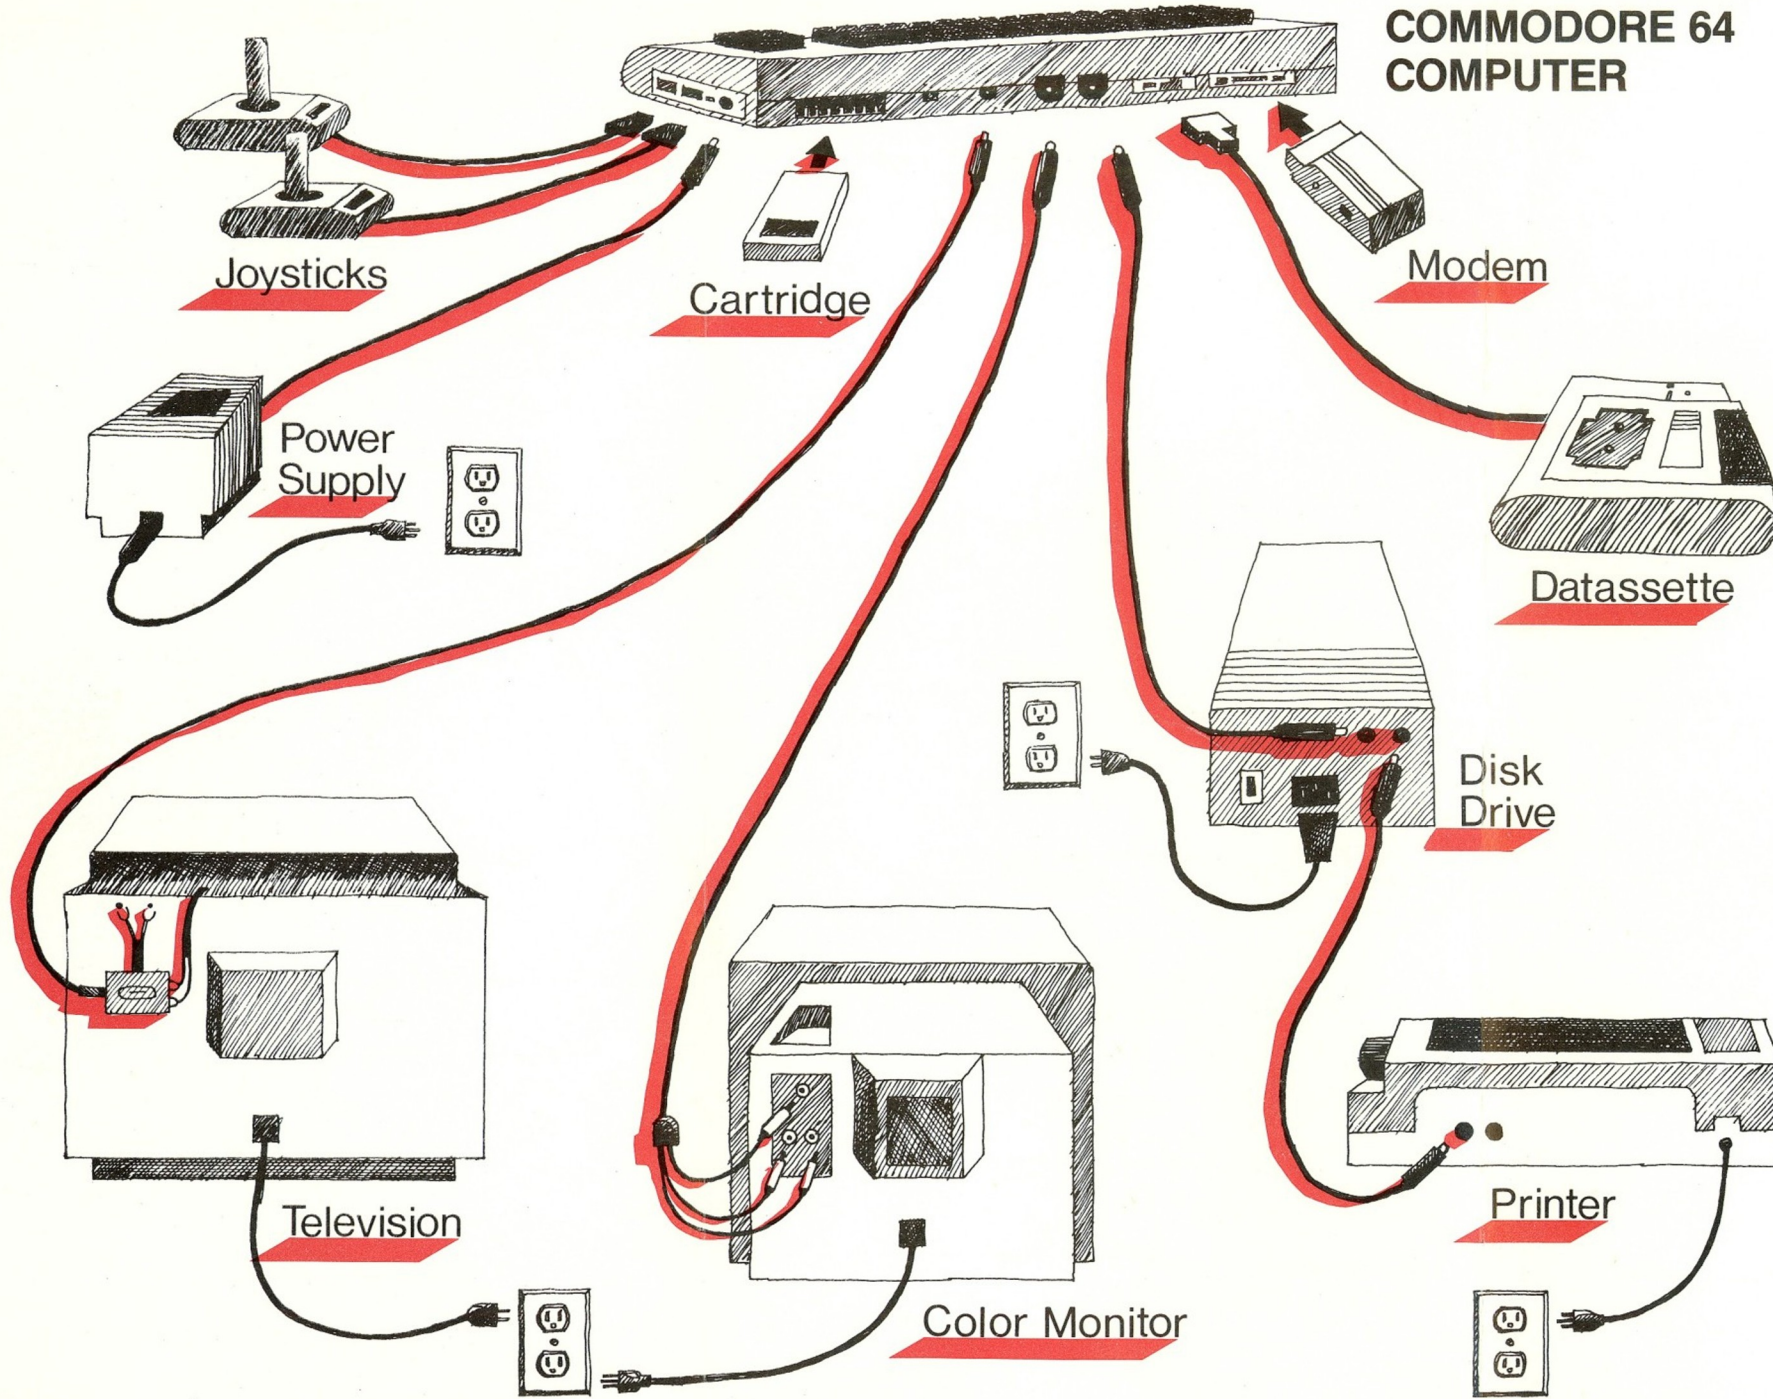 COMMODORE 64
COMPUTER
Joysticks
Cartridge
Modem
Power
Supply
Datassette
Disk
Drive
Television
Printer
Color Monitor